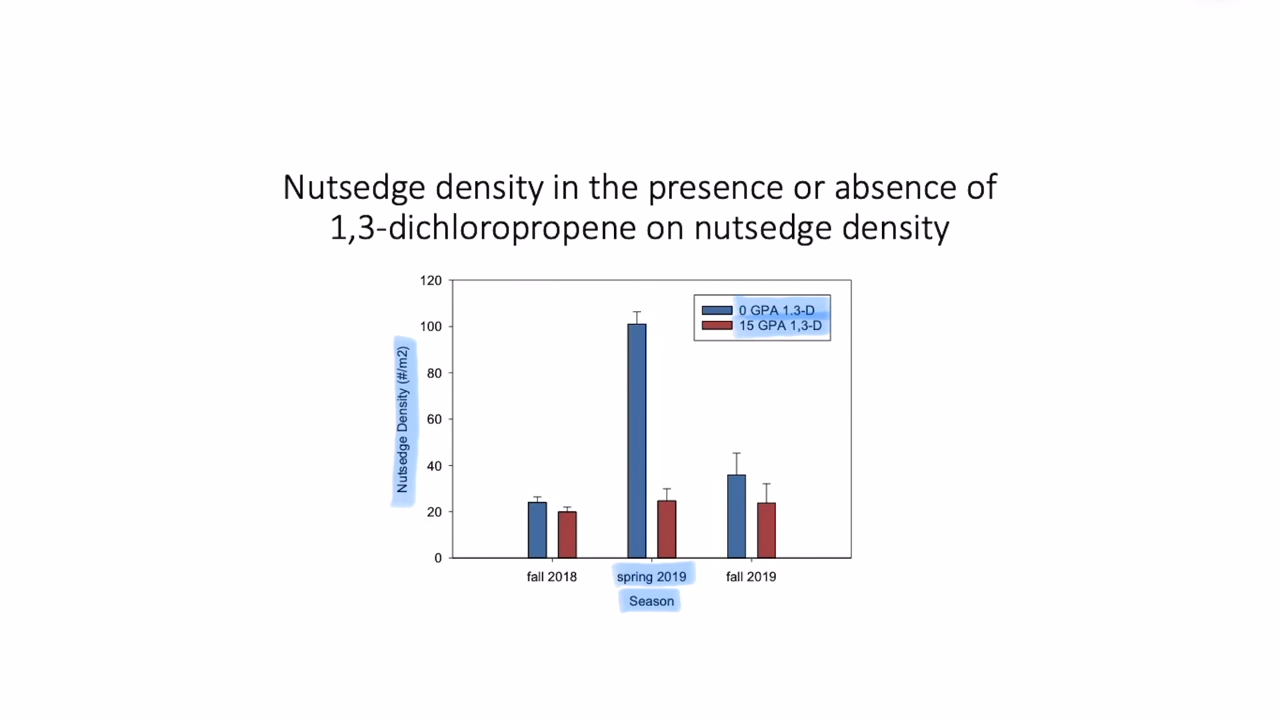 Nutsedge density in the presence or absence of
1,3-dichloropropene on nutsedge density
120
100
80
60
40
20
0
Nutsedge Density (#/m2)
0 GPA 1.3-D
15 GPA 1,3-D
fall 2018
spring 2019
fall 2019
Season